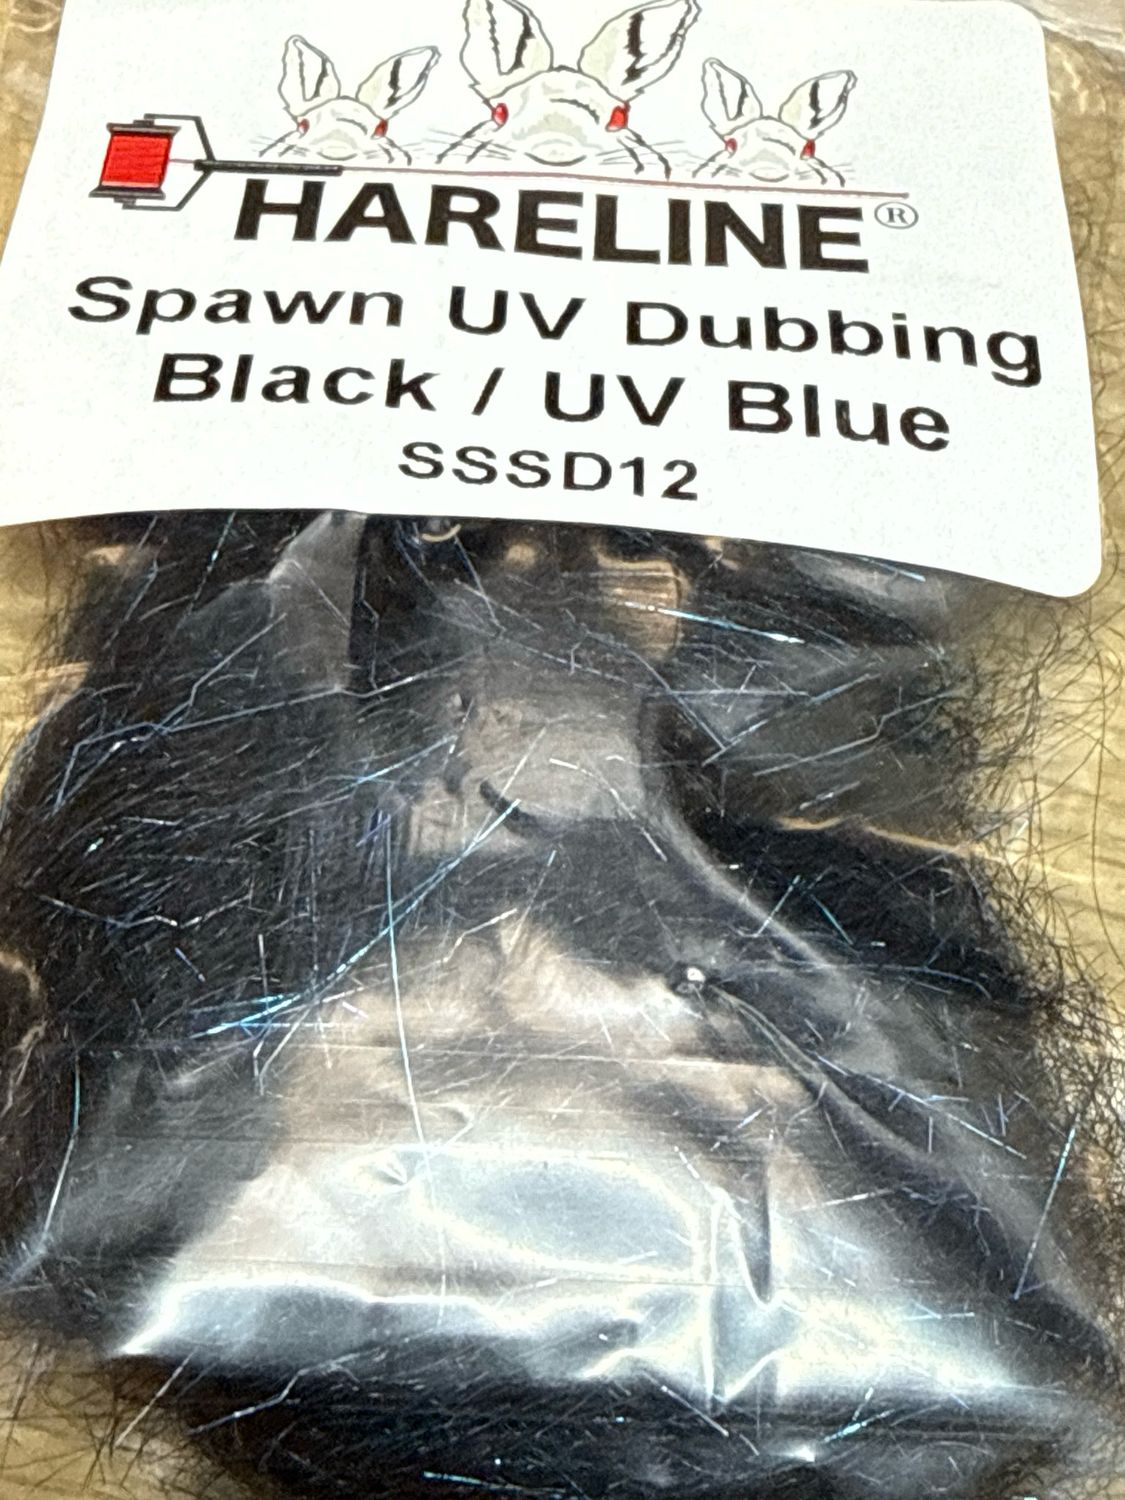 HARELINE®
Spawn UV Dubbing
Black / UV Blue
SSSD12